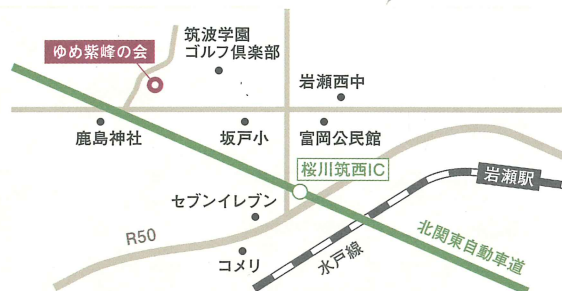 筑波学園
ゴルフ倶楽部
ゆめ紫峰の会
岩瀬西中
鹿島神社
坂戸小
富岡公民館
桜川筑西IC
岩瀬駅
セブンイレブン
R50
コメリ
水戸線
北関東自動車道